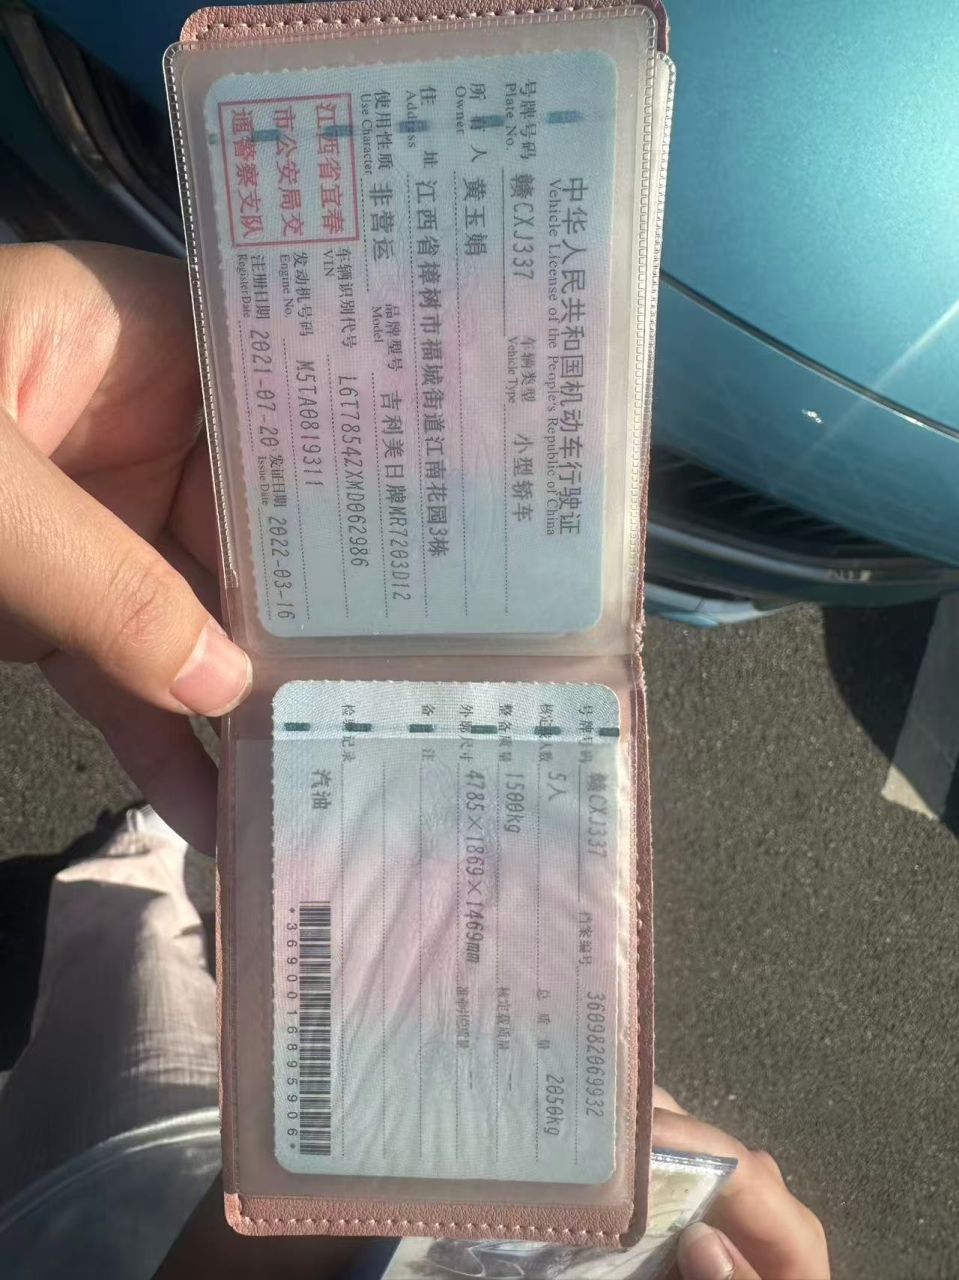 中华人民共和国机动车行驶证
Vehicle License of the People's Republic of China
号牌号码 赣CXJ337 车辆类型 小型轿车
Plate No. Vehicle Type
所有人 黄玉娟
Owner
住址 江西省樟树市福城街道江南花园3栋
Address
使用性质 非营运 品牌型号 吉利美日牌MR7203D12
Use Character Model
江西省宜春
市公安局交
通警察支队
车辆识别代号 L6T7854ZXMD062986
VIN
发动机号码 M5TA0819311
Engine No.
注册日期 2021-07-20 发证日期 2022-03-16
Register Date Issue Date
号牌号码 赣CXJ337 档案编号 360982069932
核定载人数 5人 总质量 2050kg
整备质量 1500kg 核定载质量 --
外廓尺寸 4785×1869×1469mm 准牵引总质量 --
备注
检验记录
汽油
*3690016895906*